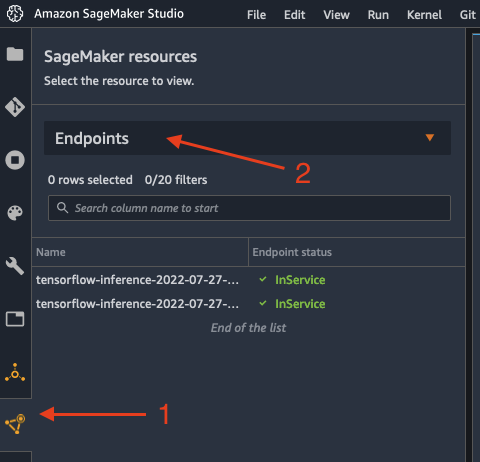 Amazon SageMaker Studio File Edit View Run Kernel Git
SageMaker resources
Select the resource to view.
Endpoints
2
0 rows selected 0/20 filters
Search column name to start
Name Endpoint status
tensorflow-inference-2022-07-27-... InService
tensorflow-inference-2022-07-27-... InService
End of the list
1